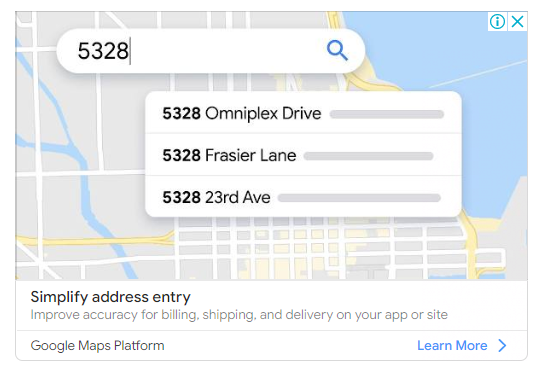 5328
5328 Omniplex Drive
5328 Frasier Lane
5328 23rd Ave
Simplify address entry
Improve accuracy for billing, shipping, and delivery on your app or site
Google Maps Platform
Learn More